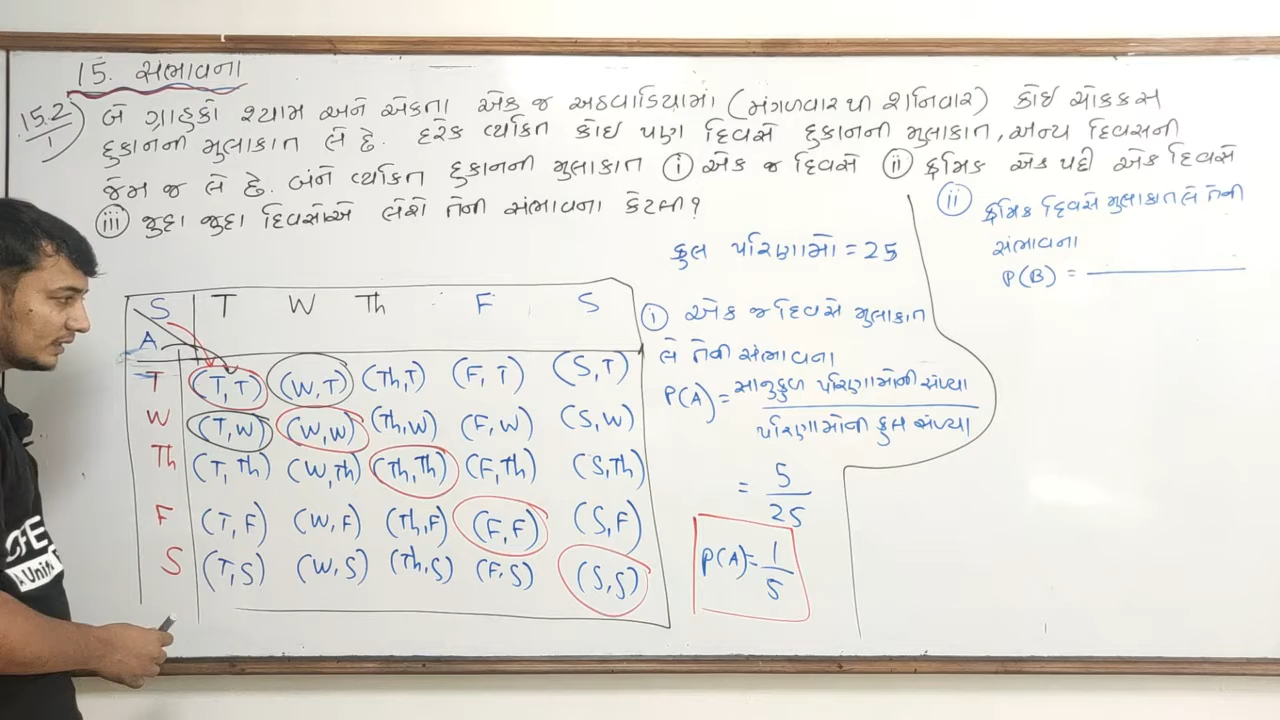 15. સંભાવના
15.2) 1
બે ગ્રાહકો શ્યામ અને એકતા એક જ અઠવાડિયામાં (મંગળવાર થી શનિવાર) કોઈ ચોક્કસ
દુકાનની મુલાકાત લે છે. દરેક વ્યકિત કોઈ પણ દિવસે દુકાનની મુલાકાત, અન્ય દિવસની
જેમ જ લે છે. બંને વ્યકિત દુકાનની મુલાકાત (i) એક જ દિવસે (ii) ક્રમિક એક પછી એક દિવસે
(iii) જુદા જુદા દિવસોએ લેશે તેની સંભાવના કેટલી?
કુલ પરિણામો = 25
S T W Th F S
A
T (T,T) (W,T) (Th,T) (F,T) (S,T)
W (T,W) (W,W) (Th,W) (F,W) (S,W)
Th (T,Th) (W,Th) (Th,Th) (F,Th) (S,Th)
F (T,F) (W,F) (Th,F) (F,F) (S,F)
S (T,S) (W,S) (Th,S) (F,S) (S,S)
(i) એક જ દિવસે મુલાકાત
લે તેની સંભાવના
P(A) = સાનુકુળ પરિણામોની સંખ્યા
પરિણામોની કુલ સંખ્યા
= 5
25
P(A) = 1
5
(ii) ક્રમિક દિવસે મુલાકાત લે તેની
સંભાવના
P(B) =